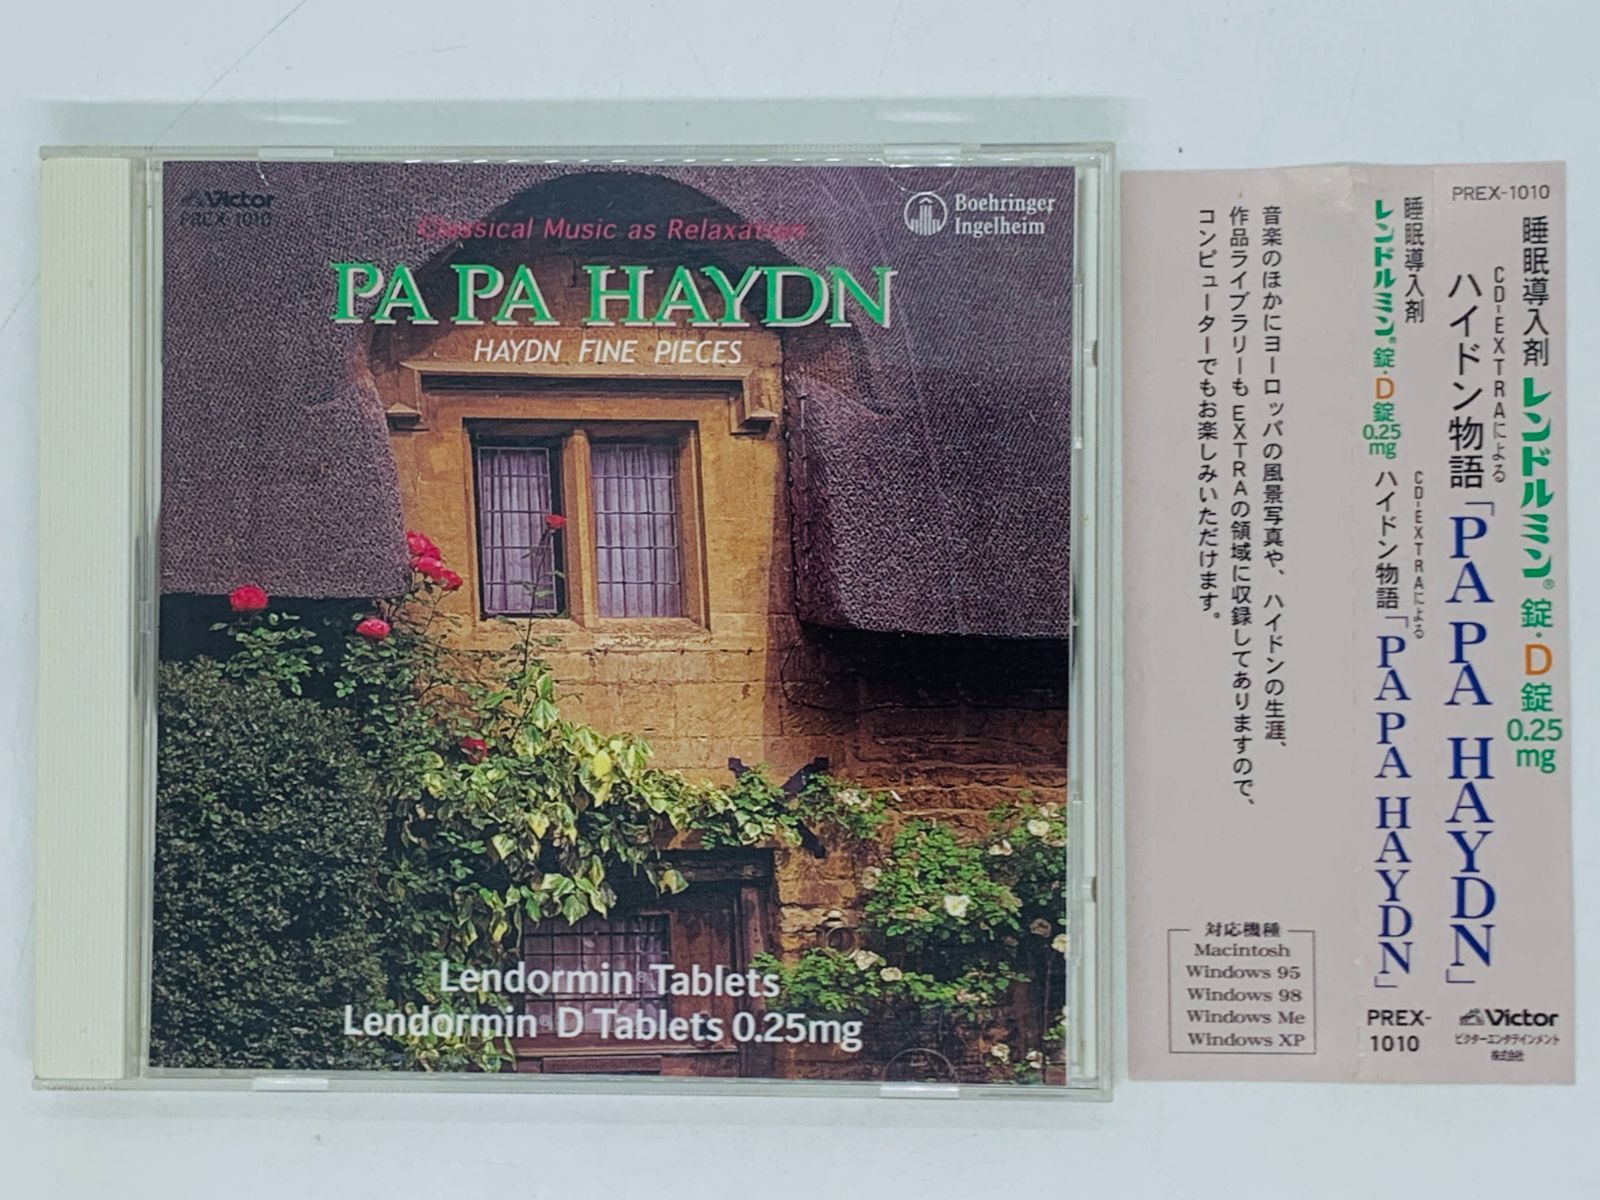 Victor
PREX-1010
Classical Music as Relaxation
Boehringer
Ingelheim
PA PA HAYDN
HAYDN FINE PIECES
Lendormin® Tablets
Lendormin® D Tablets 0.25mg
PREX-1010
睡眠導入剤 レンドルミン®錠・D錠0.25mg
CD-EXTRAによる
ハイドン物語「PA PA HAYDN」
Victor
ビクターエンタテインメント
株式会社
睡眠導入剤
レンドルミン®錠・D錠0.25mg
CD-EXTRAによる
ハイドン物語「PA PA HAYDN」
PREX-
1010
音楽のほかにヨーロッパの風景写真や、ハイドンの生涯、
作品ライブラリーも EXTRAの領域に収録してありますので、
コンピューターでもお楽しみいただけます。
対応機種
Macintosh
Windows 95
Windows 98
Windows Me
Windows XP